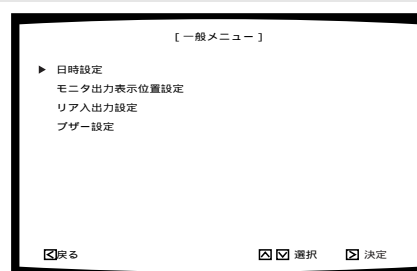 [一般メニュー]
▶ 日時設定
モニタ出力表示位置設定
リア入出力設定
ブザー設定
戻る 選択 決定